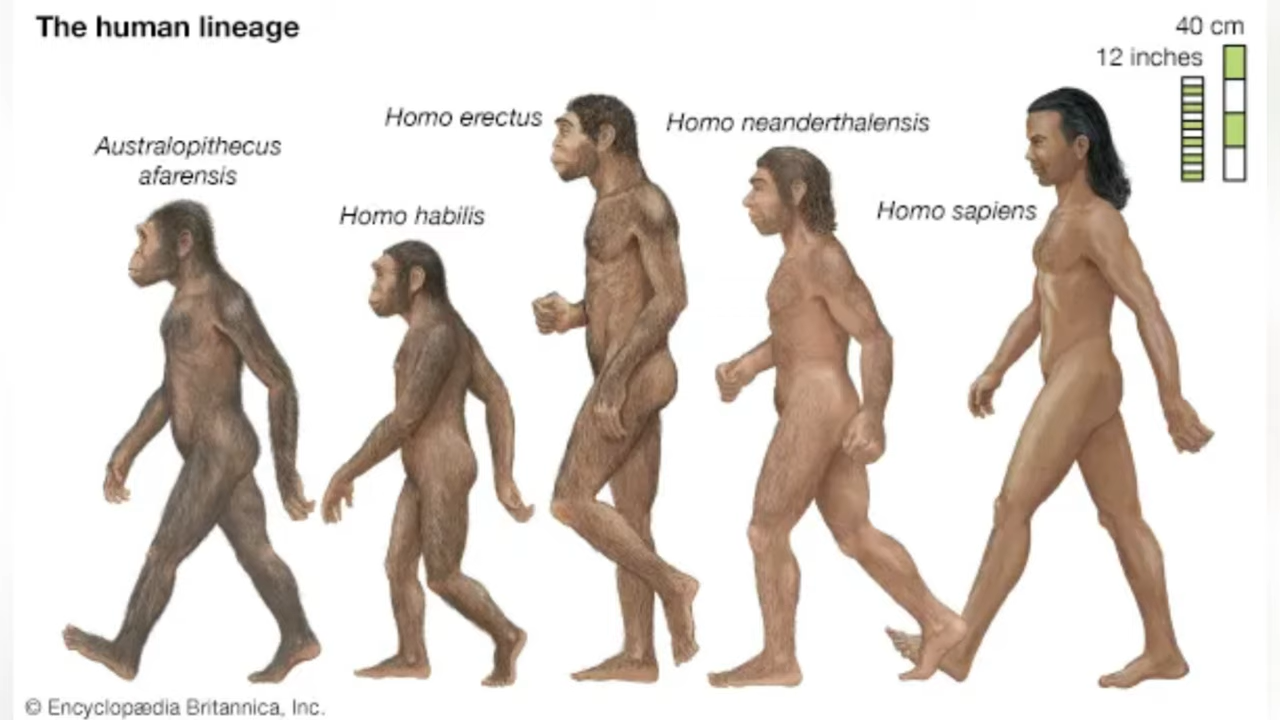 The human lineage
40 cm
12 inches
Homo erectus
Homo neanderthalensis
Australopithecus
afarensis
Homo habilis
Homo sapiens
© Encyclopædia Britannica, Inc.